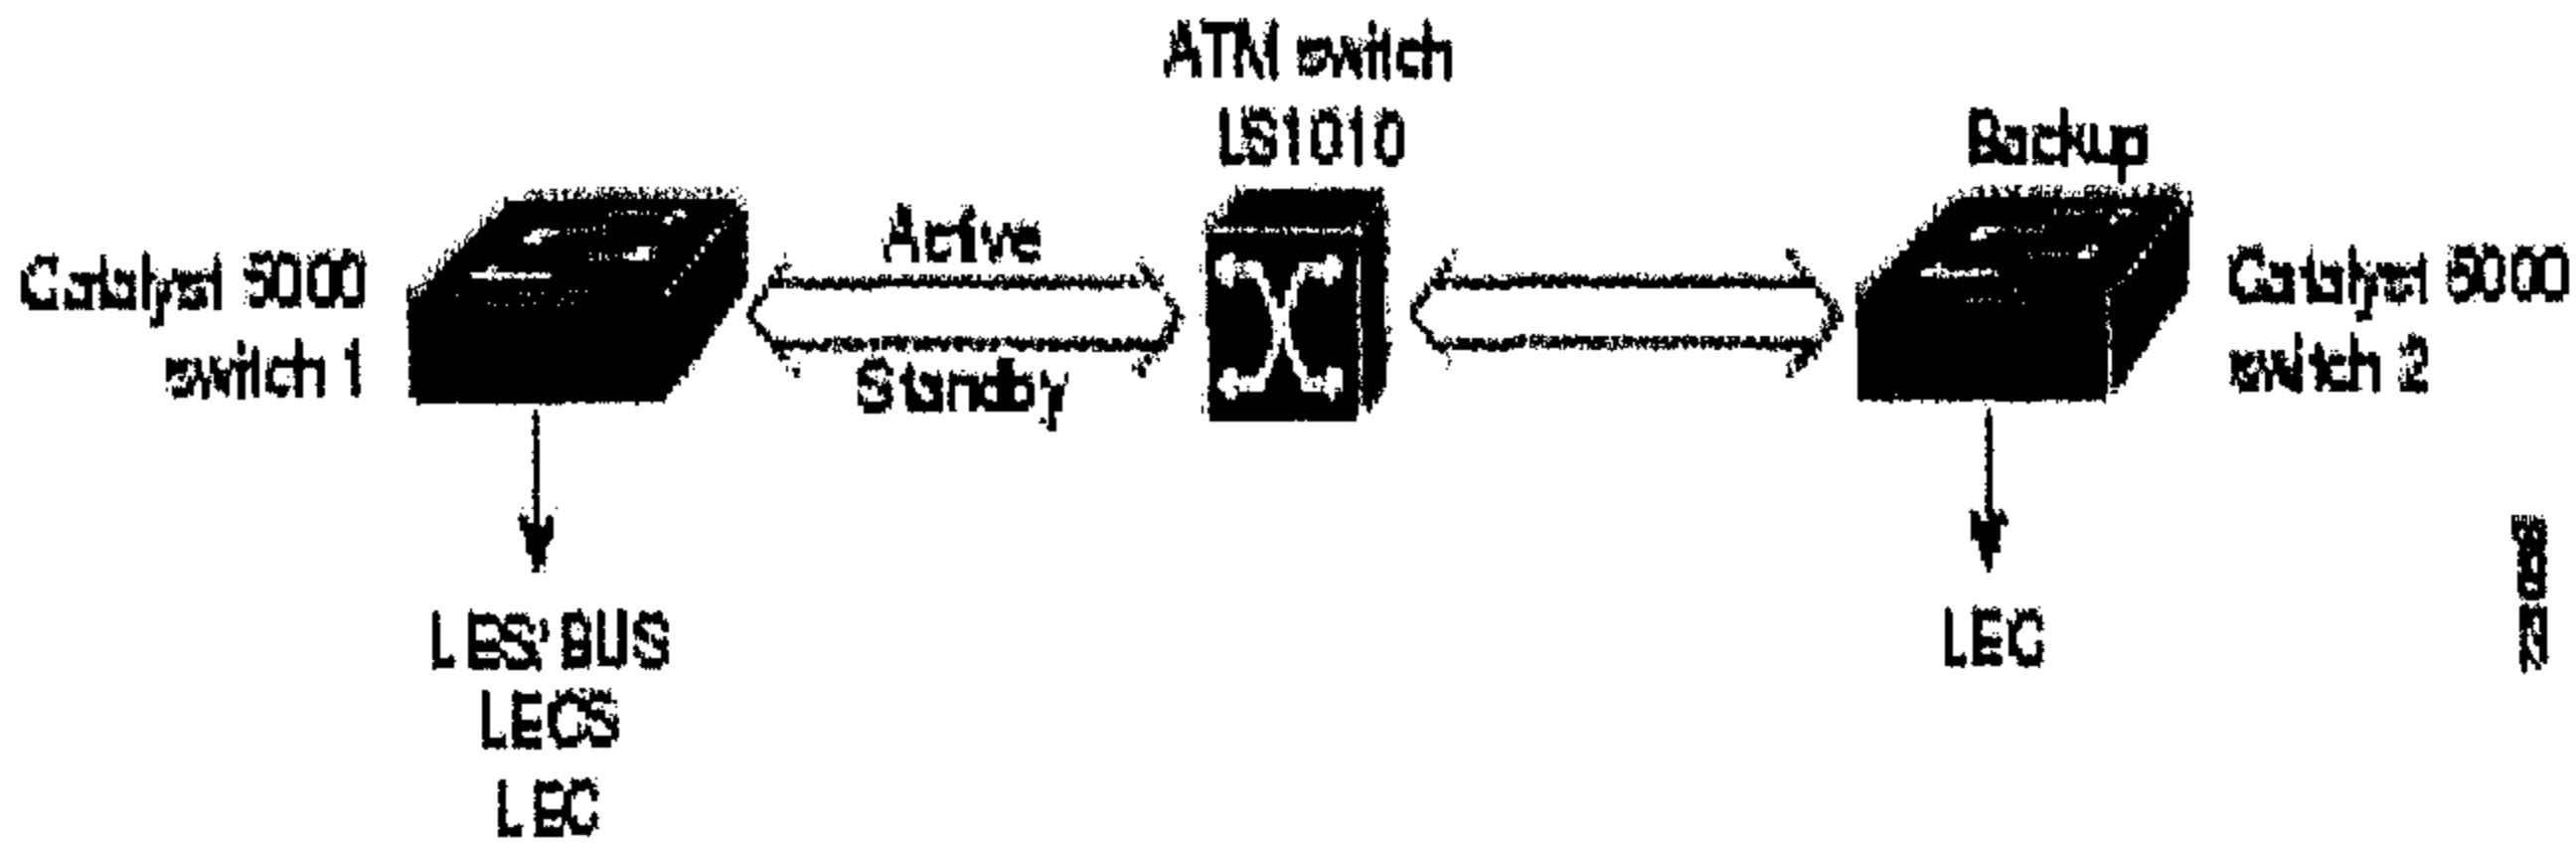 ATM switch
LS1010
Backup
Active
Catalyst 5000
switch 1
Standby
Catalyst 5000
switch 2
LES/BUS
LECS
LEC
LEC